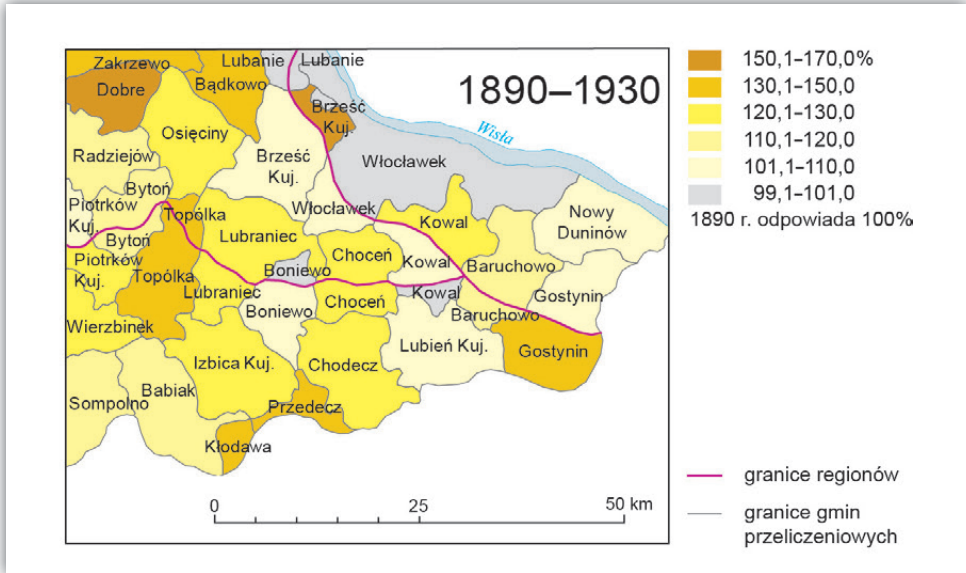 1890–1930
Zakrzewo
Lubanie
Lubanie
Dobre
Bądkowo
Brześć
Kuj.
Wisła
Osięciny
Radziejów
Brześć
Kuj.
Włocławek
Bytoń
Piotrków
Kuj.
Topólka
Włocławek
Kowal
Nowy
Duninów
Bytoń
Lubraniec
Choceń
Kowal
Piotrków
Kuj.
Topólka
Boniewo
Baruchowo
Lubraniec
Kowal
Gostynin
Boniewo
Choceń
Baruchowo
Wierzbinek
Lubień Kuj.
Gostynin
Izbica Kuj.
Chodecz
Babiak
Sompolno
Przedecz
Kłodawa
0 25 50 km
150,1–170,0%
130,1–150,0
120,1–130,0
110,1–120,0
101,1–110,0
99,1–101,0
1890 r. odpowiada 100%
granice regionów
granice gmin
przeliczeniowych